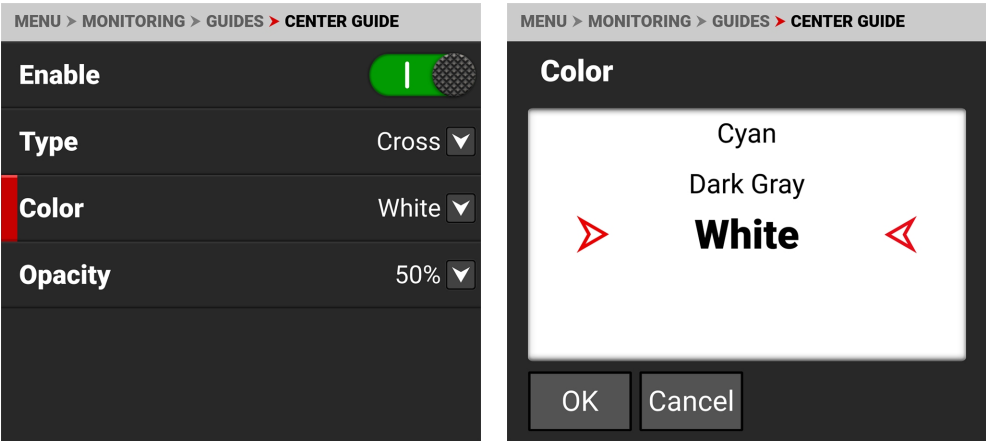 MENU > MONITORING > GUIDES > CENTER GUIDE
Enable
Type Cross
Color White
Opacity 50%
MENU > MONITORING > GUIDES > CENTER GUIDE
Color
Cyan
Dark Gray
White
OK Cancel